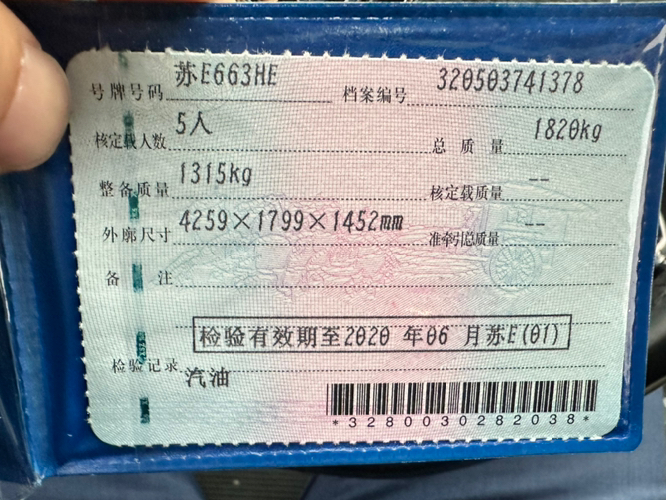 号牌号码 苏E663HE 档案编号 320503741378
核定载人数 5人 总质量 1820kg
整备质量 1315kg 核定载质量 --
外廓尺寸 4259×1799×1452mm 准牵引总质量 --
备注
检验有效期至2020 年06 月苏E(01)
检验记录
汽油
*3280030282038*